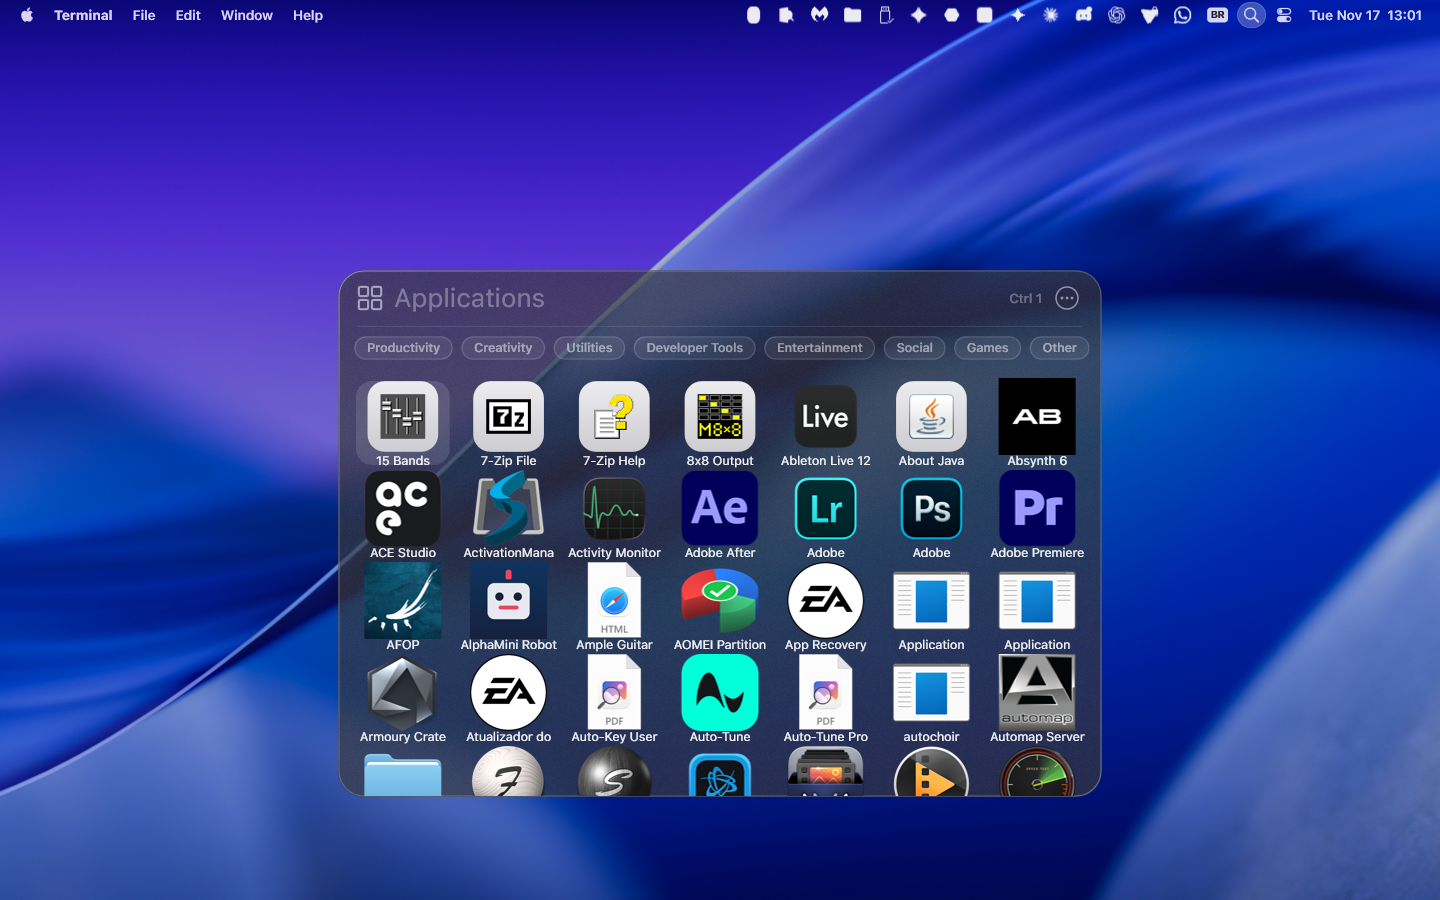 Terminal File Edit Window Help BR Tue Nov 17 13:01
Applications Ctrl 1
Productivity Creativity Utilities Developer Tools Entertainment Social Games Other
7z M8x8 Live AB
15 Bands 7-Zip File 7-Zip Help 8x8 Output Ableton Live 12 About Java Absynth 6
ace S Ae Lr Ps Pr
ACE Studio ActivationMana Activity Monitor Adobe After Adobe Adobe Adobe Premiere
HTML EA
AFOP AlphaMini Robot Ample Guitar AOMEI Partition App Recovery Application Application
EA PDF PDF A automap
Armoury Crate Atualizador do Auto-Key User Auto-Tune Auto-Tune Pro autochoir Automap Server
F S